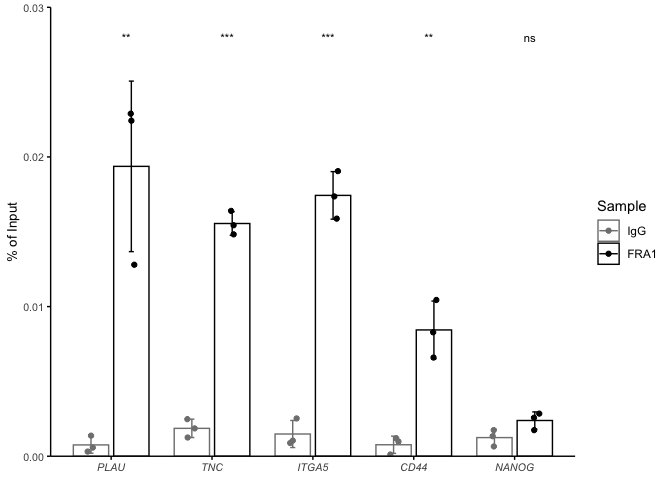 0.03
** *** *** ** ns
0.02
% of Input
0.01
0.00
PLAU TNC ITGA5 CD44 NANOG
Sample
IgG
FRA1